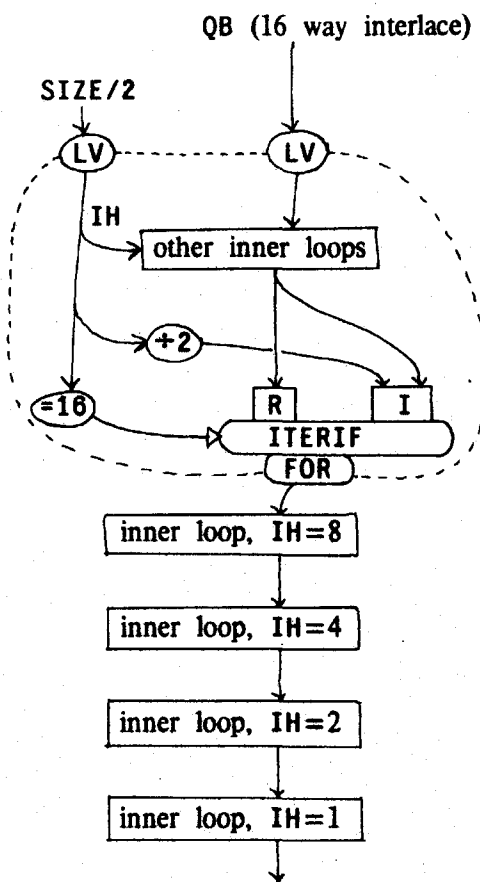 QB (16 way interlace)
SIZE/2
LV
LV
IH
other inner loops
÷2
=16
R
I
ITERIF
FOR
inner loop, IH=8
inner loop, IH=4
inner loop, IH=2
inner loop, IH=1